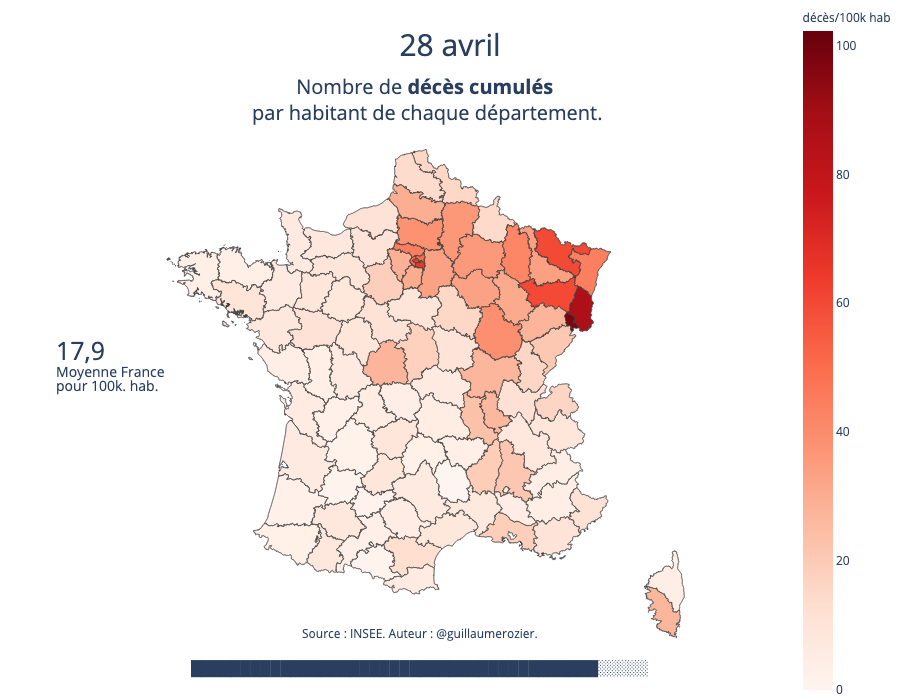 28 avril
Nombre de décès cumulés
par habitant de chaque département.
décès/100k hab
100
80
60
40
20
0
17,9
Moyenne France
pour 100k. hab.
Source : INSEE. Auteur : @guillaumerozier.